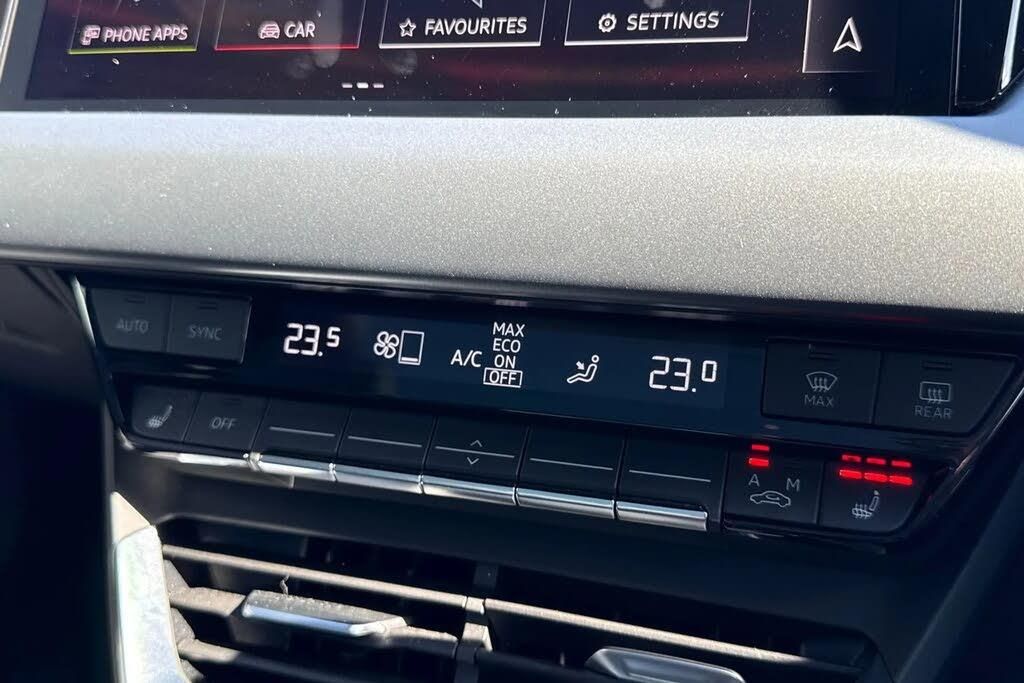 PHONE APPS
CAR
FAVOURITES
SETTINGS
AUTO
SYNC
23.5
A/C
MAX
ECO
ON
OFF
23.0
MAX
REAR
OFF
A M